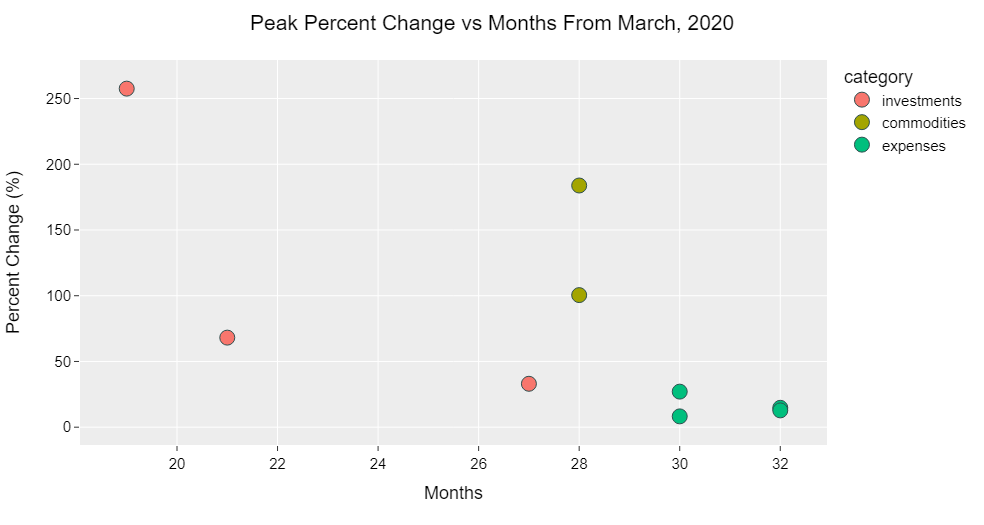 Peak Percent Change vs Months From March, 2020
Percent Change (%)
250
200
150
100
50
0
20 22 24 26 28 30 32
Months
category
investments
commodities
expenses